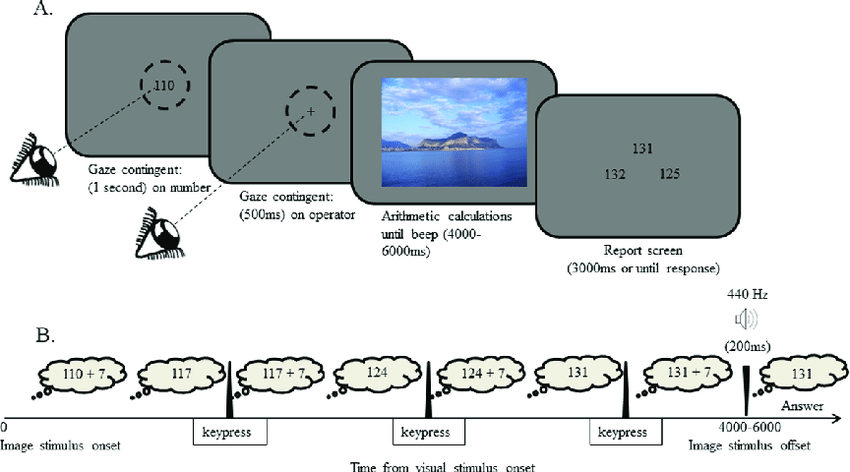 A.
110
Gaze contingent:
(1 second) on number
+
Gaze contingent:
(500ms) on operator
Arithmetic calculations
until beep (4000-
6000ms)
131
132 125
Report screen
(3000ms or until response)
B.
440 Hz
(200ms)
110 + 7
117
117 + 7
124
124 + 7
131
131 + 7
131
Answer
0
keypress
keypress
keypress
4000-6000
Image stimulus onset
Image stimulus offset
Time from visual stimulus onset